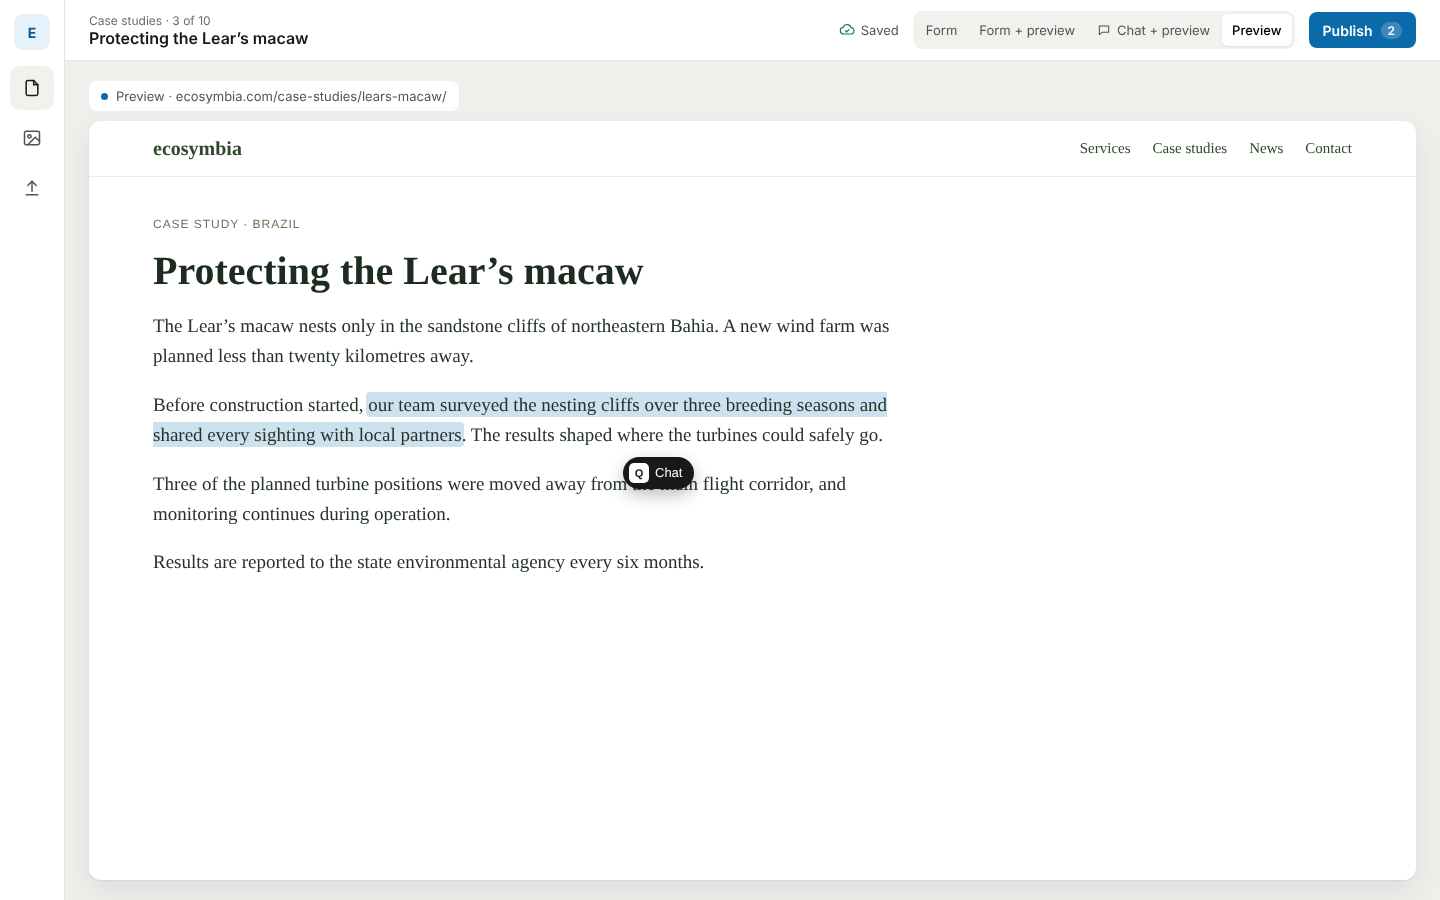 E
Case studies · 3 of 10
Protecting the Lear’s macaw
Saved
Form
Form + preview
Chat + preview
Preview
Publish 2
Preview · ecosymbia.com/case-studies/lears-macaw/
ecosymbia
Services
Case studies
News
Contact
CASE STUDY · BRAZIL
Protecting the Lear’s macaw
The Lear’s macaw nests only in the sandstone cliffs of northeastern Bahia. A new wind farm was
planned less than twenty kilometres away.
Before construction started, our team surveyed the nesting cliffs over three breeding seasons and
shared every sighting with local partners. The results shaped where the turbines could safely go.
Q Chat
Three of the planned turbine positions were moved away from flight corridor, and
monitoring continues during operation.
Results are reported to the state environmental agency every six months.